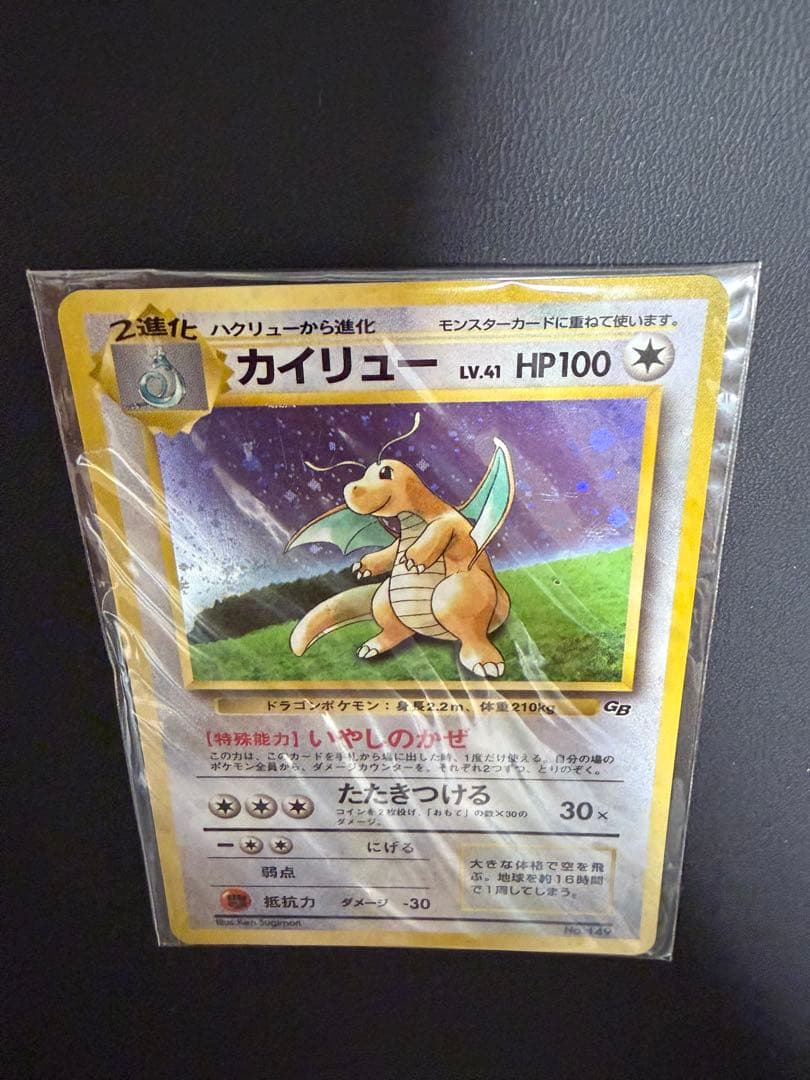 2進化 ハクリューから進化 モンスターカードに重ねて使います。
カイリュー LV.41 HP100
ドラゴンポケモン：身長2.2m、体重210kg
GB
【特殊能力】いやしのかぜ
この力は、このカードを手札から場に出した時、1度だけ使える。自分の場の
ポケモン全員から、ダメージカウンターを、それぞれ2つずつ、とりのぞく。
たたきつける 30×
コインを2枚投げ、「おもて」の数×30の
ダメージ。
にげる
弱点
抵抗力 ダメージ -30
大きな体格で空を飛
ぶ。地球を約16時間
で1周してしまう。
Illus. Ken Sugimori
No. 149